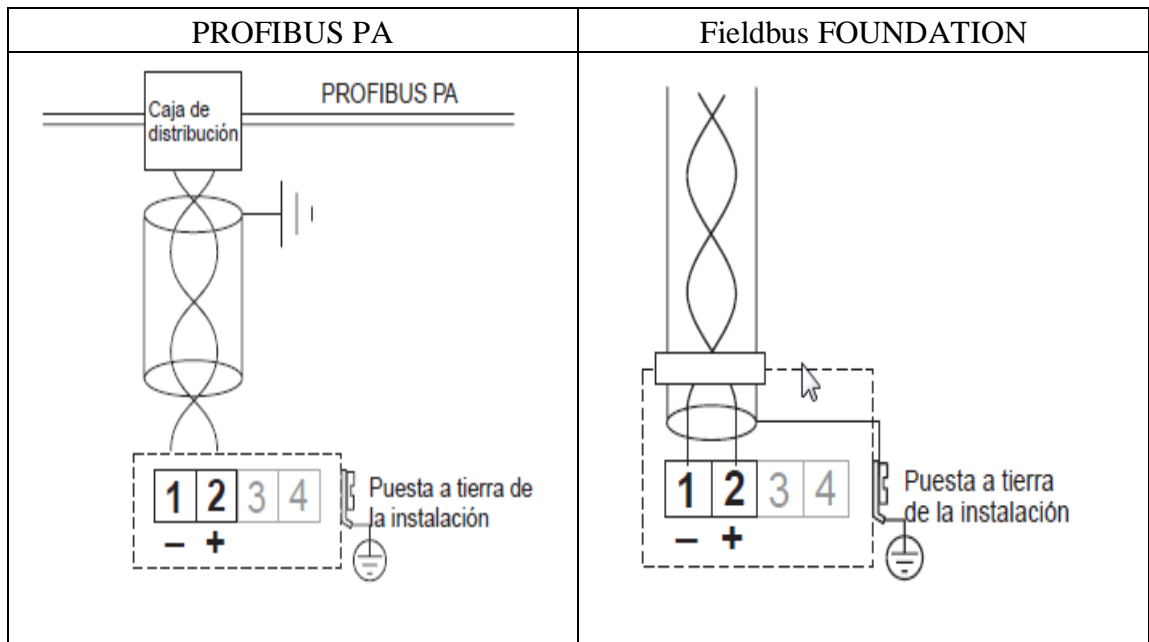 PROFIBUS PA
Fieldbus FOUNDATION
Caja de
distribución
PROFIBUS PA
1 2 3 4
– +
Puesta a tierra de
la instalación
1 2 3 4
– +
Puesta a tierra
de la instalación